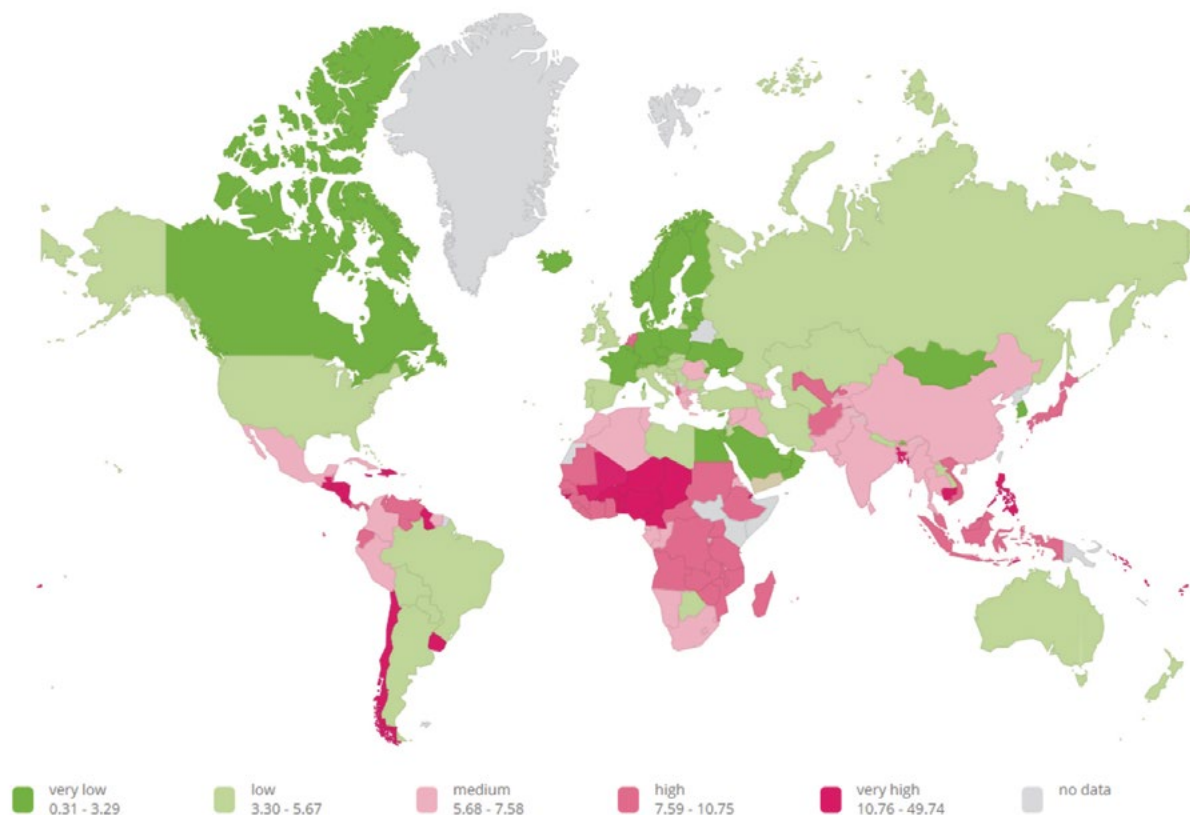 very low
0.31 - 3.29
low
3.30 - 5.67
medium
5.68 - 7.58
high
7.59 - 10.75
very high
10.76 - 49.74
no data